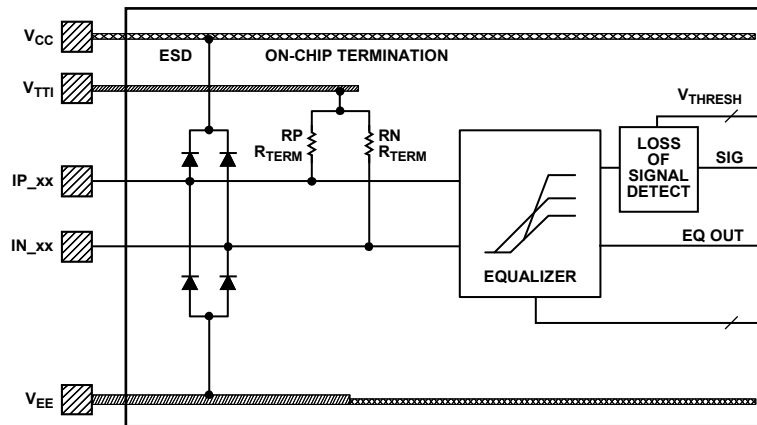 VCC
ESD
ON-CHIP TERMINATION
VTTI
VTHRESH
RP
RTERM
RN
RTERM
LOSS
OF
SIGNAL
DETECT
SIG
IP_xx
IN_xx
EQ OUT
EQUALIZER
VEE